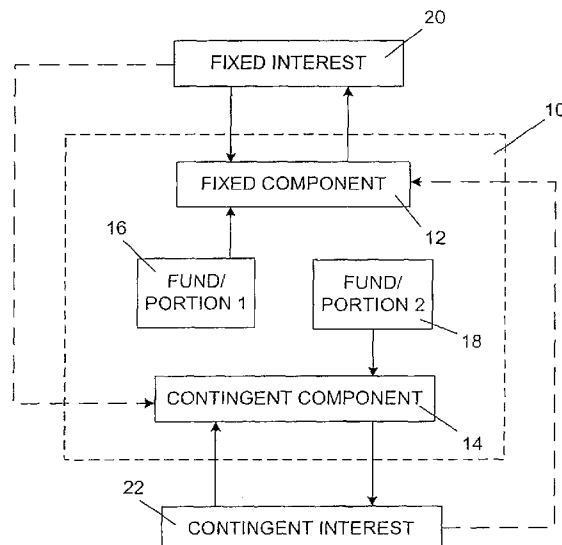 20
FIXED INTEREST
10
FIXED COMPONENT
12
16
FUND/
PORTION 1
FUND/
PORTION 2
18
CONTINGENT COMPONENT
14
22
CONTINGENT INTEREST